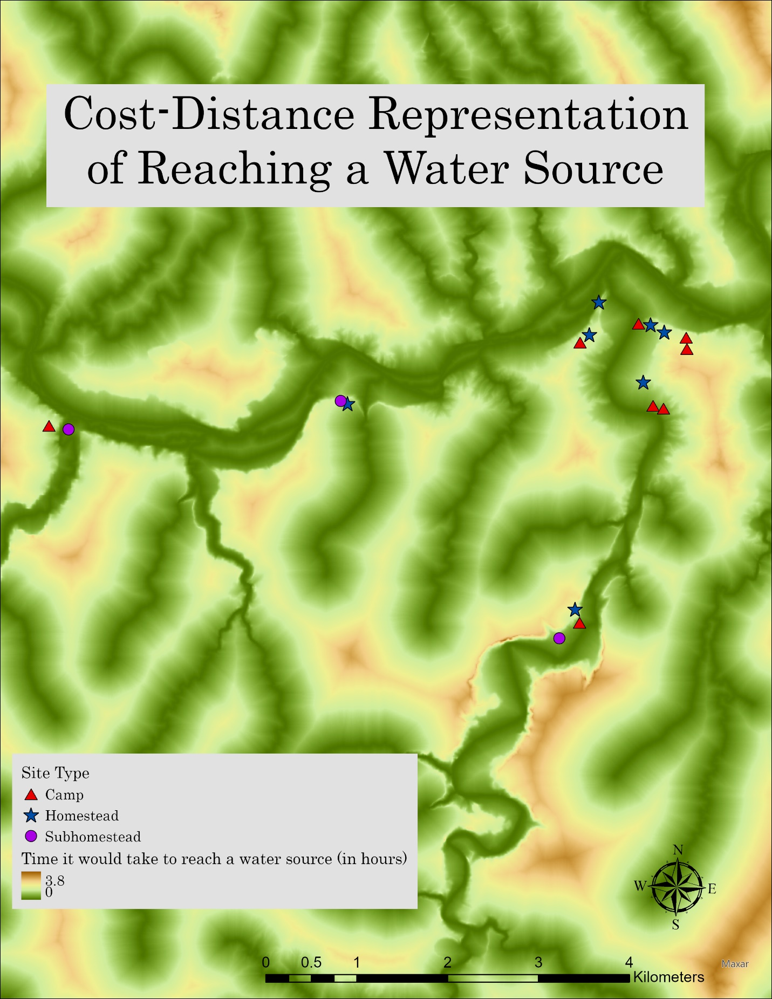 Cost-Distance Representation
of Reaching a Water Source
Site Type
Camp
Homestead
Subhomestead
Time it would take to reach a water source (in hours)
3.8
0
N
W E
S
0 0.5 1 2 3 4
Kilometers
Maxar